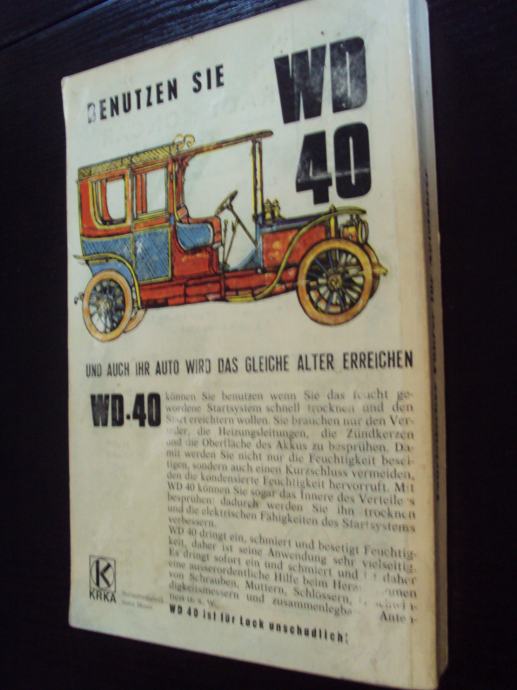 BENUTZEN SIE
WD
40
UND AUCH IHR AUTO WIRD DAS GLEICHE ALTER ERREICHEN
WD-40
können Sie benutzen wenn Sie das feucht ge-
wordene Startsystem schnell trocknen und den
Start ereichtern wollen. Sie brauchen nur den Ver-
die Heizungsleitungen, die Zündkerzen
und die Oberfläche des Akkus zu besprühen. Da-
mit werden Sie nicht nur die Feuchtigkeit besei-
tigen, sondern auch einen Kurzschluss vermeiden,
den die kondensierte Feuchtigkeit hervorruft. Mit
WD 40 können Sie sogar das Innere des Verteilers
besprühen: dadurch werden Sie ihn trocknen
und die elektrischen Fähigkeiten des Startsystems
verbessern.
WD 40 dringt ein, schmiert und besetigt Feuchtig-
keit, daher ist seine Anwendung sehr vielseitig.
Es dringt sofort ein und schmiert und ist daher
eine ausserordentliche Hilfe beim
von Schrauben, Muttern, Schlössern,
digkeitsmessern und zusammenlegbaren
WD 40 ist für Lack unschädlich!
KRKA